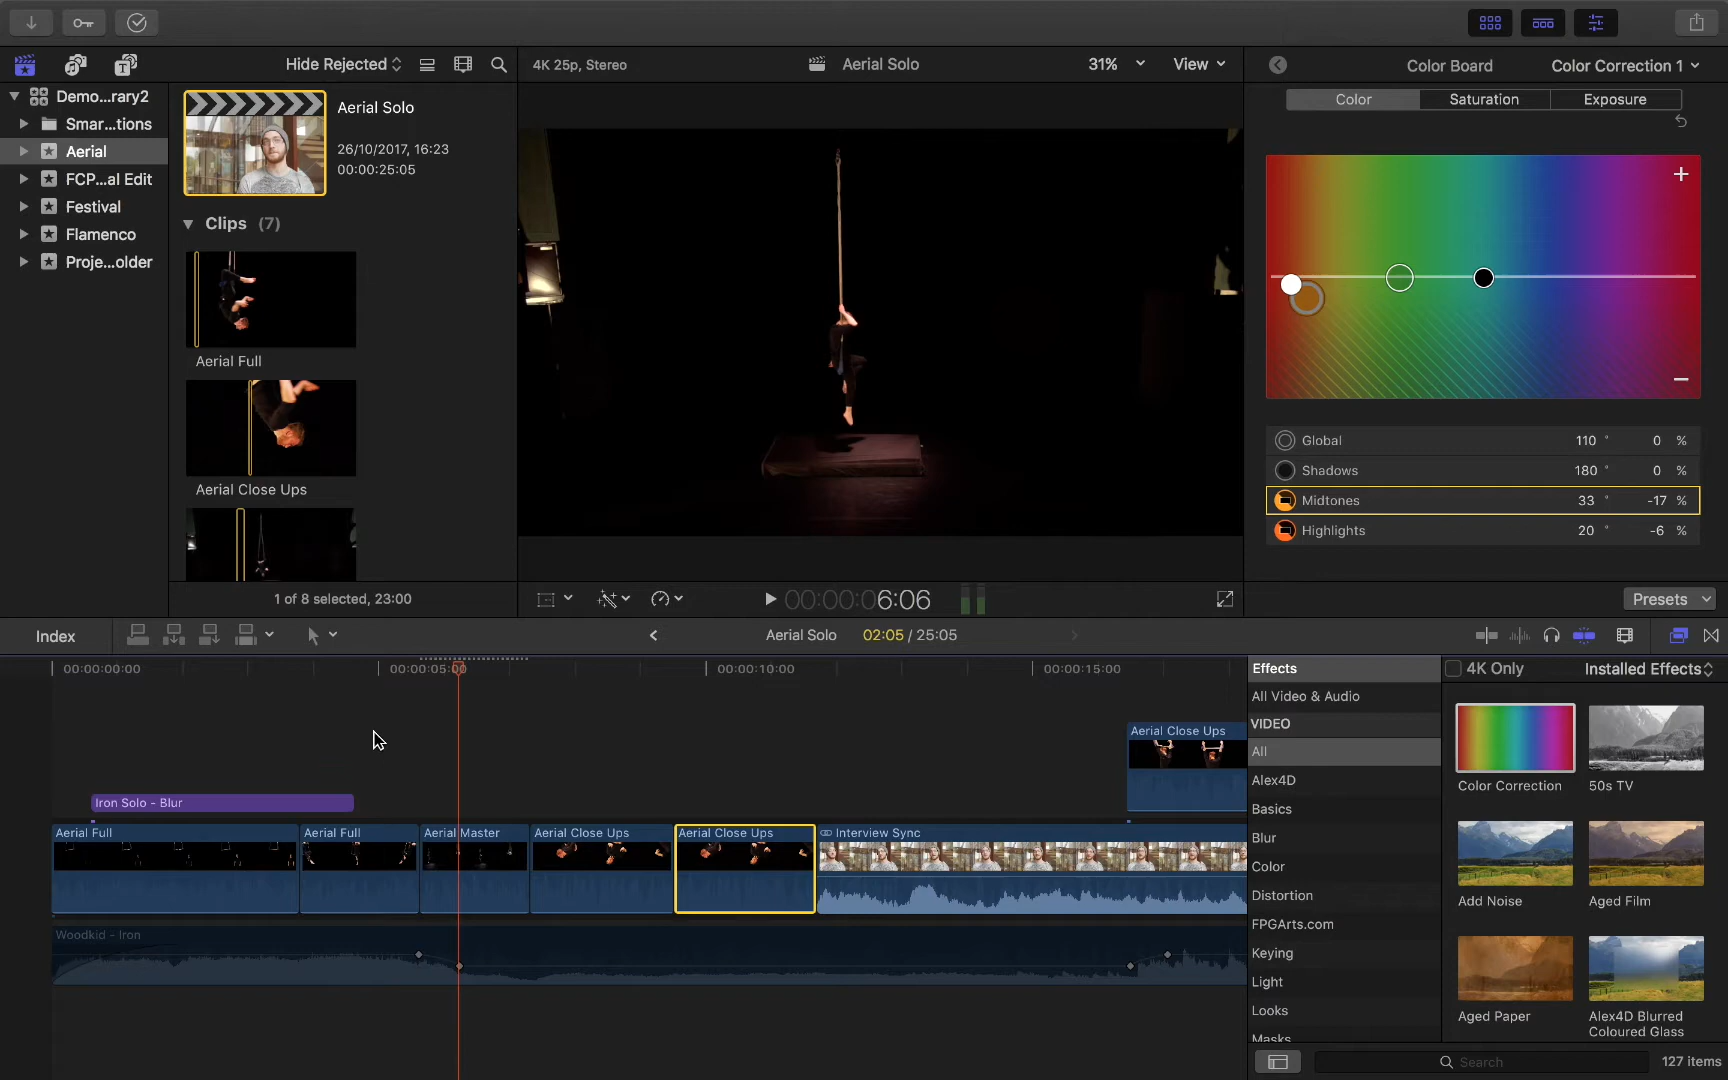 Hide Rejected
4K 25p, Stereo
Aerial Solo
31%
View
Color Board
Color Correction 1
Demo...rary2
Smar...tions
Aerial
FCP...al Edit
Festival
Flamenco
Proje...older
Aerial Solo
26/10/2017, 16:23
00:00:25:05
Clips (7)
Aerial Full
Aerial Close Ups
1 of 8 selected, 23:00
00:00:06:06
Color
Saturation
Exposure
Global 110 ° 0 %
Shadows 180 ° 0 %
Midtones 33 ° -17 %
Highlights 20 ° -6 %
Presets
Index
Aerial Solo
02:05 / 25:05
00:00:00:00
00:00:05:00
00:00:10:00
00:00:15:00
Aerial Close Ups
Iron Solo - Blur
Aerial Full
Aerial Full
Aerial Master
Aerial Close Ups
Aerial Close Ups
Interview Sync
Woodkid - Iron
Effects
4K Only
Installed Effects
All Video & Audio
VIDEO
All
Alex4D
Basics
Blur
Color
Distortion
FPGArts.com
Keying
Light
Looks
Masks
Color Correction
50s TV
Add Noise
Aged Film
Aged Paper
Alex4D Blurred
Coloured Glass
Search
127 items